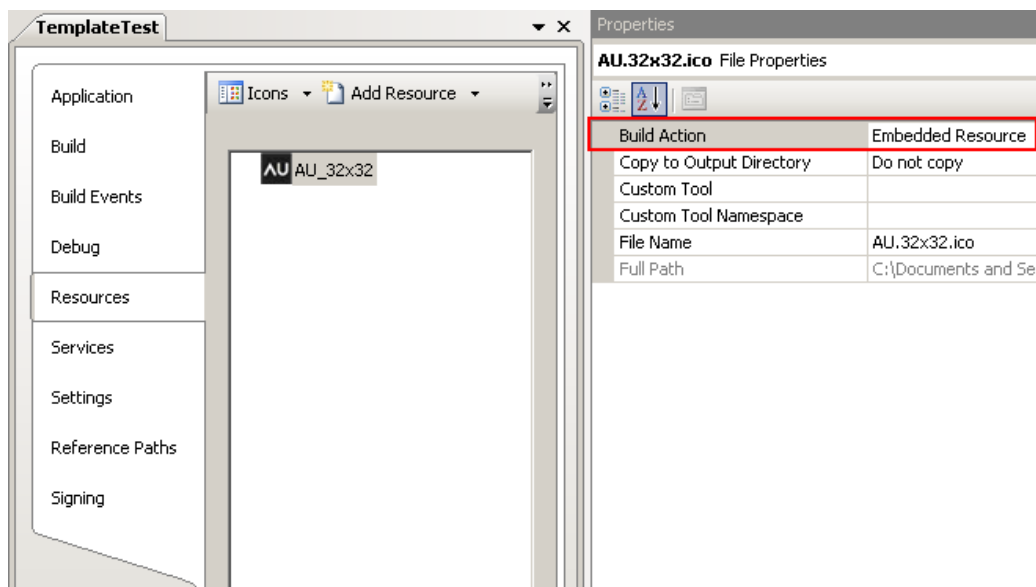 TemplateTest
Application
Build
Build Events
Debug
Resources
Services
Settings
Reference Paths
Signing
Icons Add Resource
AU AU_32x32
Properties
AU.32x32.ico File Properties
Build Action Embedded Resource
Copy to Output Directory Do not copy
Custom Tool
Custom Tool Namespace
File Name AU.32x32.ico
Full Path C:\Documents and Se